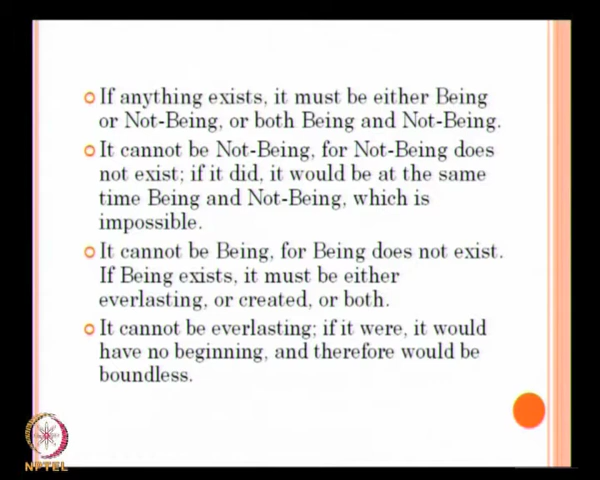 If anything exists, it must be either Being
or Not-Being, or both Being and Not-Being.
It cannot be Not-Being, for Not-Being does
not exist; if it did, it would be at the same
time Being and Not-Being, which is
impossible.
It cannot be Being, for Being does not exist.
If Being exists, it must be either
everlasting, or created, or both.
It cannot be everlasting; if it were, it would
have no beginning, and therefore would be
boundless.
NPTEL